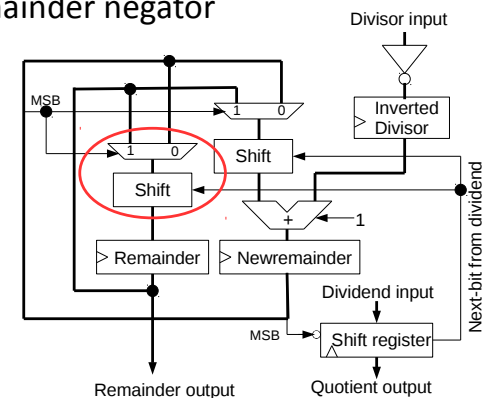 ainder negator
Divisor input
MSB
1 0
Inverted
Divisor
1 0
Shift
Shift
+
1
Remainder
Newremainder
Next-bit from dividend
Dividend input
MSB
Shift register
Remainder output
Quotient output